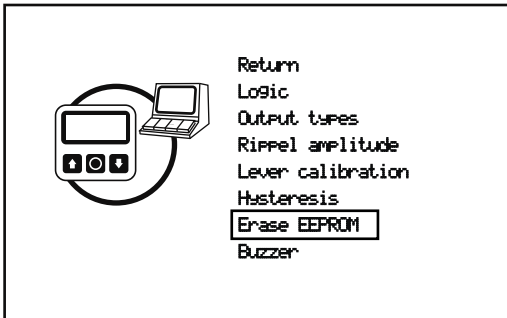 Return
Logic
Output types
Rippel amplitude
Lever calibration
Hysteresis
Erase EEPROM
Buzzer